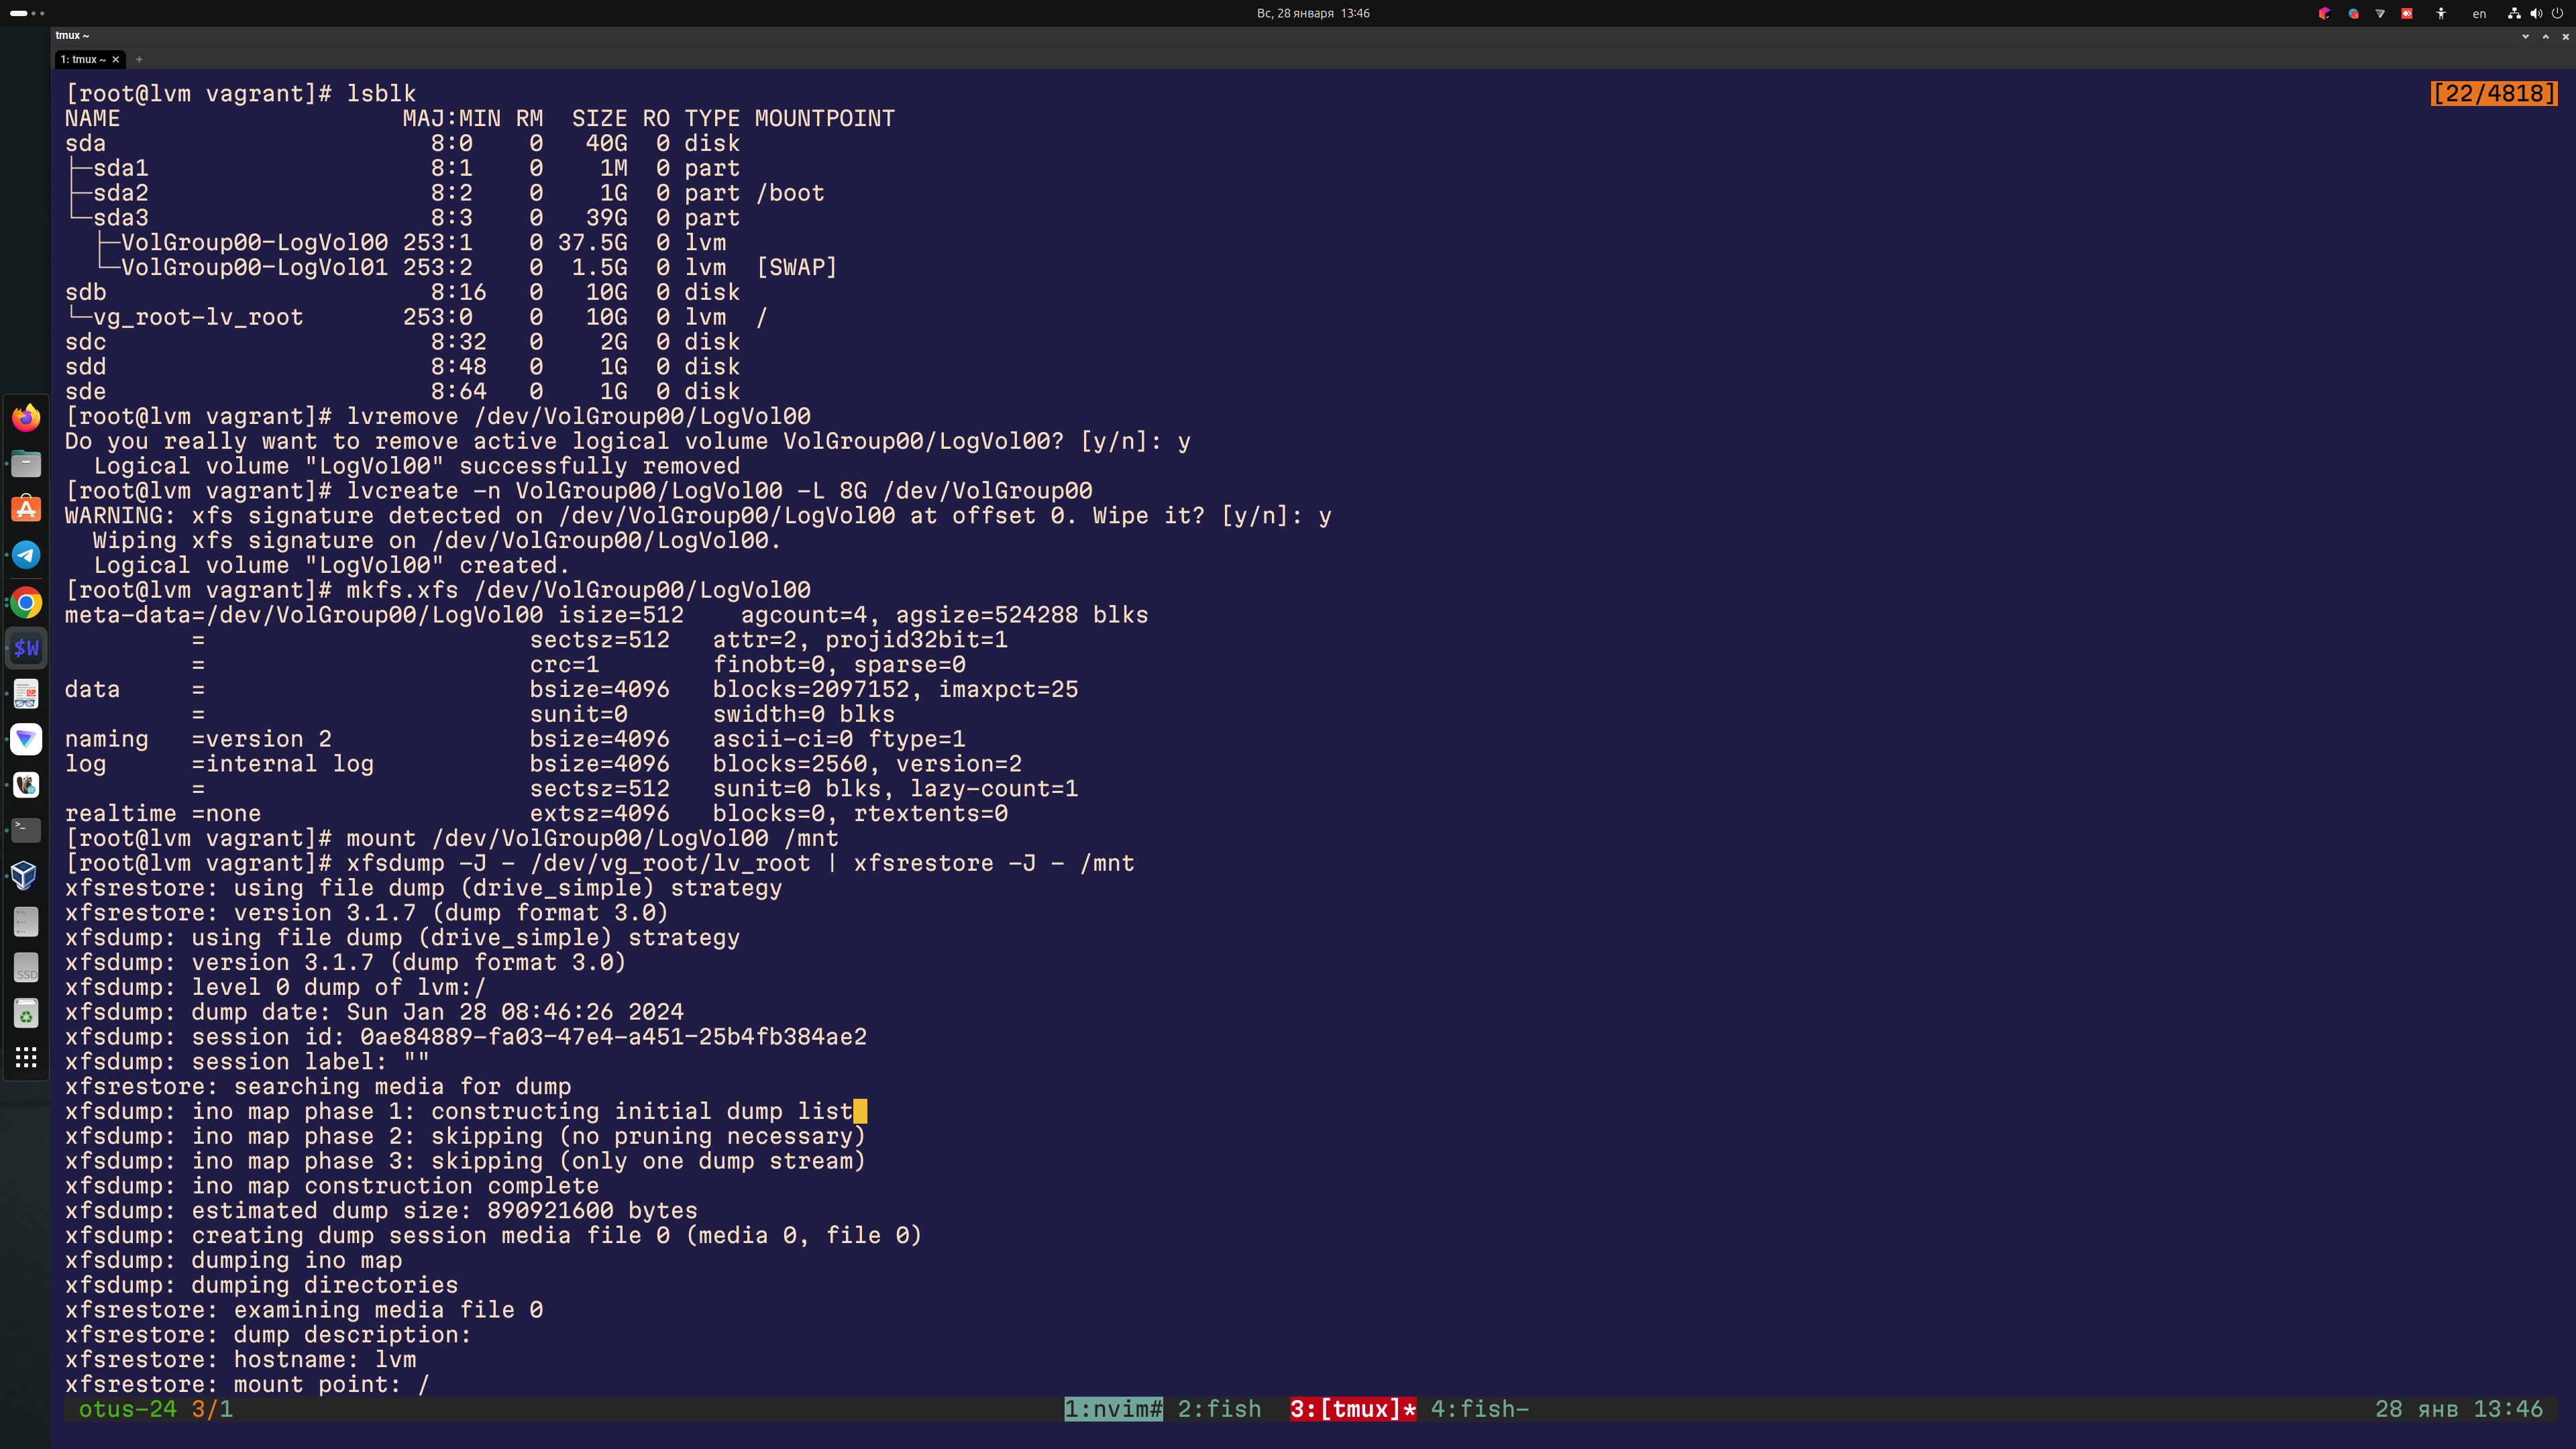 Вс, 28 января 13:46
en
tmux ~
1: tmux ~ × +
[root@lvm vagrant]# lsblk [22/4818]
NAME MAJ:MIN RM SIZE RO TYPE MOUNTPOINT
sda 8:0 0 40G 0 disk
├─sda1 8:1 0 1M 0 part
├─sda2 8:2 0 1G 0 part /boot
└─sda3 8:3 0 39G 0 part
├─VolGroup00-LogVol00 253:1 0 37.5G 0 lvm
└─VolGroup00-LogVol01 253:2 0 1.5G 0 lvm [SWAP]
sdb 8:16 0 10G 0 disk
└─vg_root-lv_root 253:0 0 10G 0 lvm /
sdc 8:32 0 2G 0 disk
sdd 8:48 0 1G 0 disk
sde 8:64 0 1G 0 disk
[root@lvm vagrant]# lvremove /dev/VolGroup00/LogVol00
Do you really want to remove active logical volume VolGroup00/LogVol00? [y/n]: y
Logical volume "LogVol00" successfully removed
[root@lvm vagrant]# lvcreate -n VolGroup00/LogVol00 -L 8G /dev/VolGroup00
WARNING: xfs signature detected on /dev/VolGroup00/LogVol00 at offset 0. Wipe it? [y/n]: y
Wiping xfs signature on /dev/VolGroup00/LogVol00.
Logical volume "LogVol00" created.
[root@lvm vagrant]# mkfs.xfs /dev/VolGroup00/LogVol00
meta-data=/dev/VolGroup00/LogVol00 isize=512 agcount=4, agsize=524288 blks
= sectsz=512 attr=2, projid32bit=1
= crc=1 finobt=0, sparse=0
data = bsize=4096 blocks=2097152, imaxpct=25
= sunit=0 swidth=0 blks
naming =version 2 bsize=4096 ascii-ci=0 ftype=1
log =internal log bsize=4096 blocks=2560, version=2
= sectsz=512 sunit=0 blks, lazy-count=1
realtime =none extsz=4096 blocks=0, rtextents=0
[root@lvm vagrant]# mount /dev/VolGroup00/LogVol00 /mnt
[root@lvm vagrant]# xfsdump -J - /dev/vg_root/lv_root | xfsrestore -J - /mnt
xfsrestore: using file dump (drive_simple) strategy
xfsrestore: version 3.1.7 (dump format 3.0)
xfsdump: using file dump (drive_simple) strategy
xfsdump: version 3.1.7 (dump format 3.0)
xfsdump: level 0 dump of lvm:/
xfsdump: dump date: Sun Jan 28 08:46:26 2024
xfsdump: session id: 0ae84889-fa03-47e4-a451-25b4fb384ae2
xfsdump: session label: ""
xfsrestore: searching media for dump
xfsdump: ino map phase 1: constructing initial dump list
xfsdump: ino map phase 2: skipping (no pruning necessary)
xfsdump: ino map phase 3: skipping (only one dump stream)
xfsdump: ino map construction complete
xfsdump: estimated dump size: 890921600 bytes
xfsdump: creating dump session media file 0 (media 0, file 0)
xfsdump: dumping ino map
xfsdump: dumping directories
xfsrestore: examining media file 0
xfsrestore: dump description:
xfsrestore: hostname: lvm
xfsrestore: mount point: /
otus-24 3/1 1:nvim# 2:fish 3:[tmux]* 4:fish- 28 янв 13:46
$W
SSD